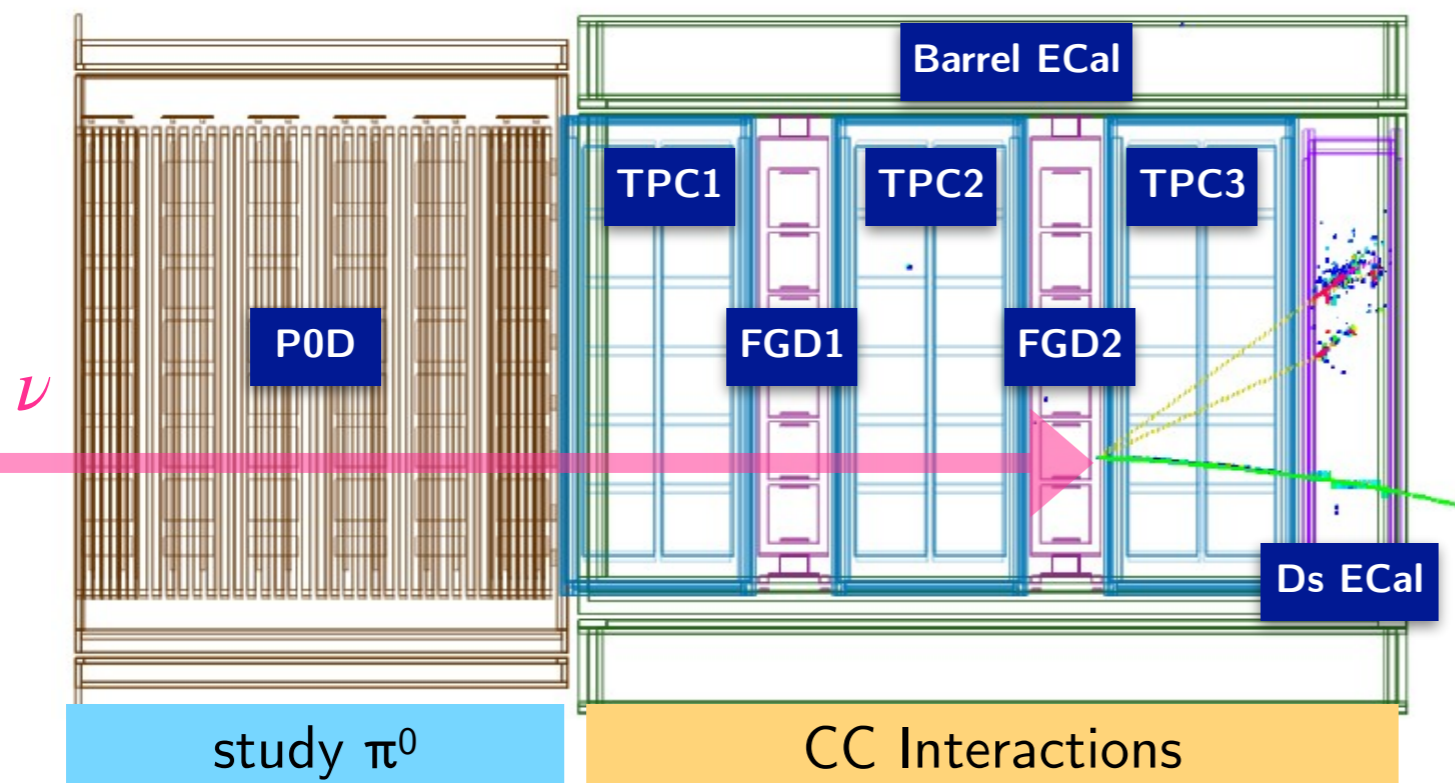 Barrel ECal
TPC1
TPC2
TPC3
P0D
FGD1
FGD2
ν
Ds ECal
study π⁰
CC Interactions